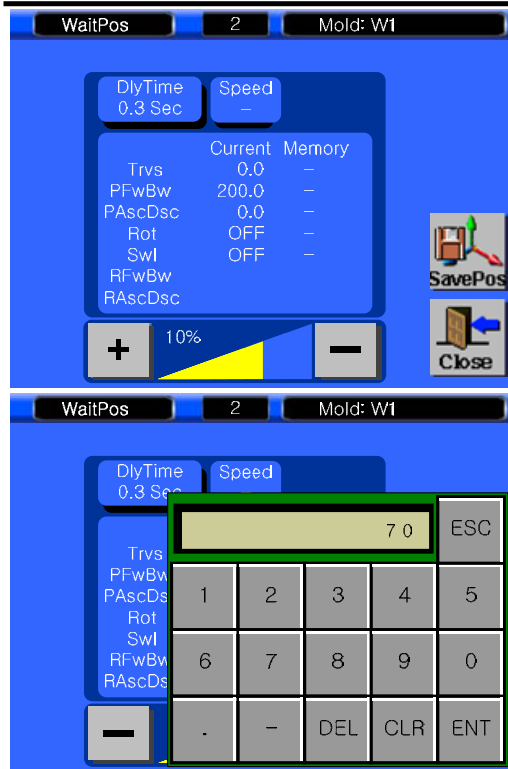 WaitPos 2 Mold: W1
DlyTime Speed
0.3 Sec –
Current Memory
Trvs 0.0 –
PFwBw 200.0 –
PAscDsc 0.0 –
Rot OFF –
Swl OFF –
RFwBw
RAscDsc
SavePos
+ 10% –
Close
WaitPos 2 Mold: W1
DlyTime Speed
0.3 Sec
70 ESC
Trvs
PFwBw
PAscDs
Rot
Swl
RFwBw
RAscDs
1 2 3 4 5
6 7 8 9 0
– . - DEL CLR ENT